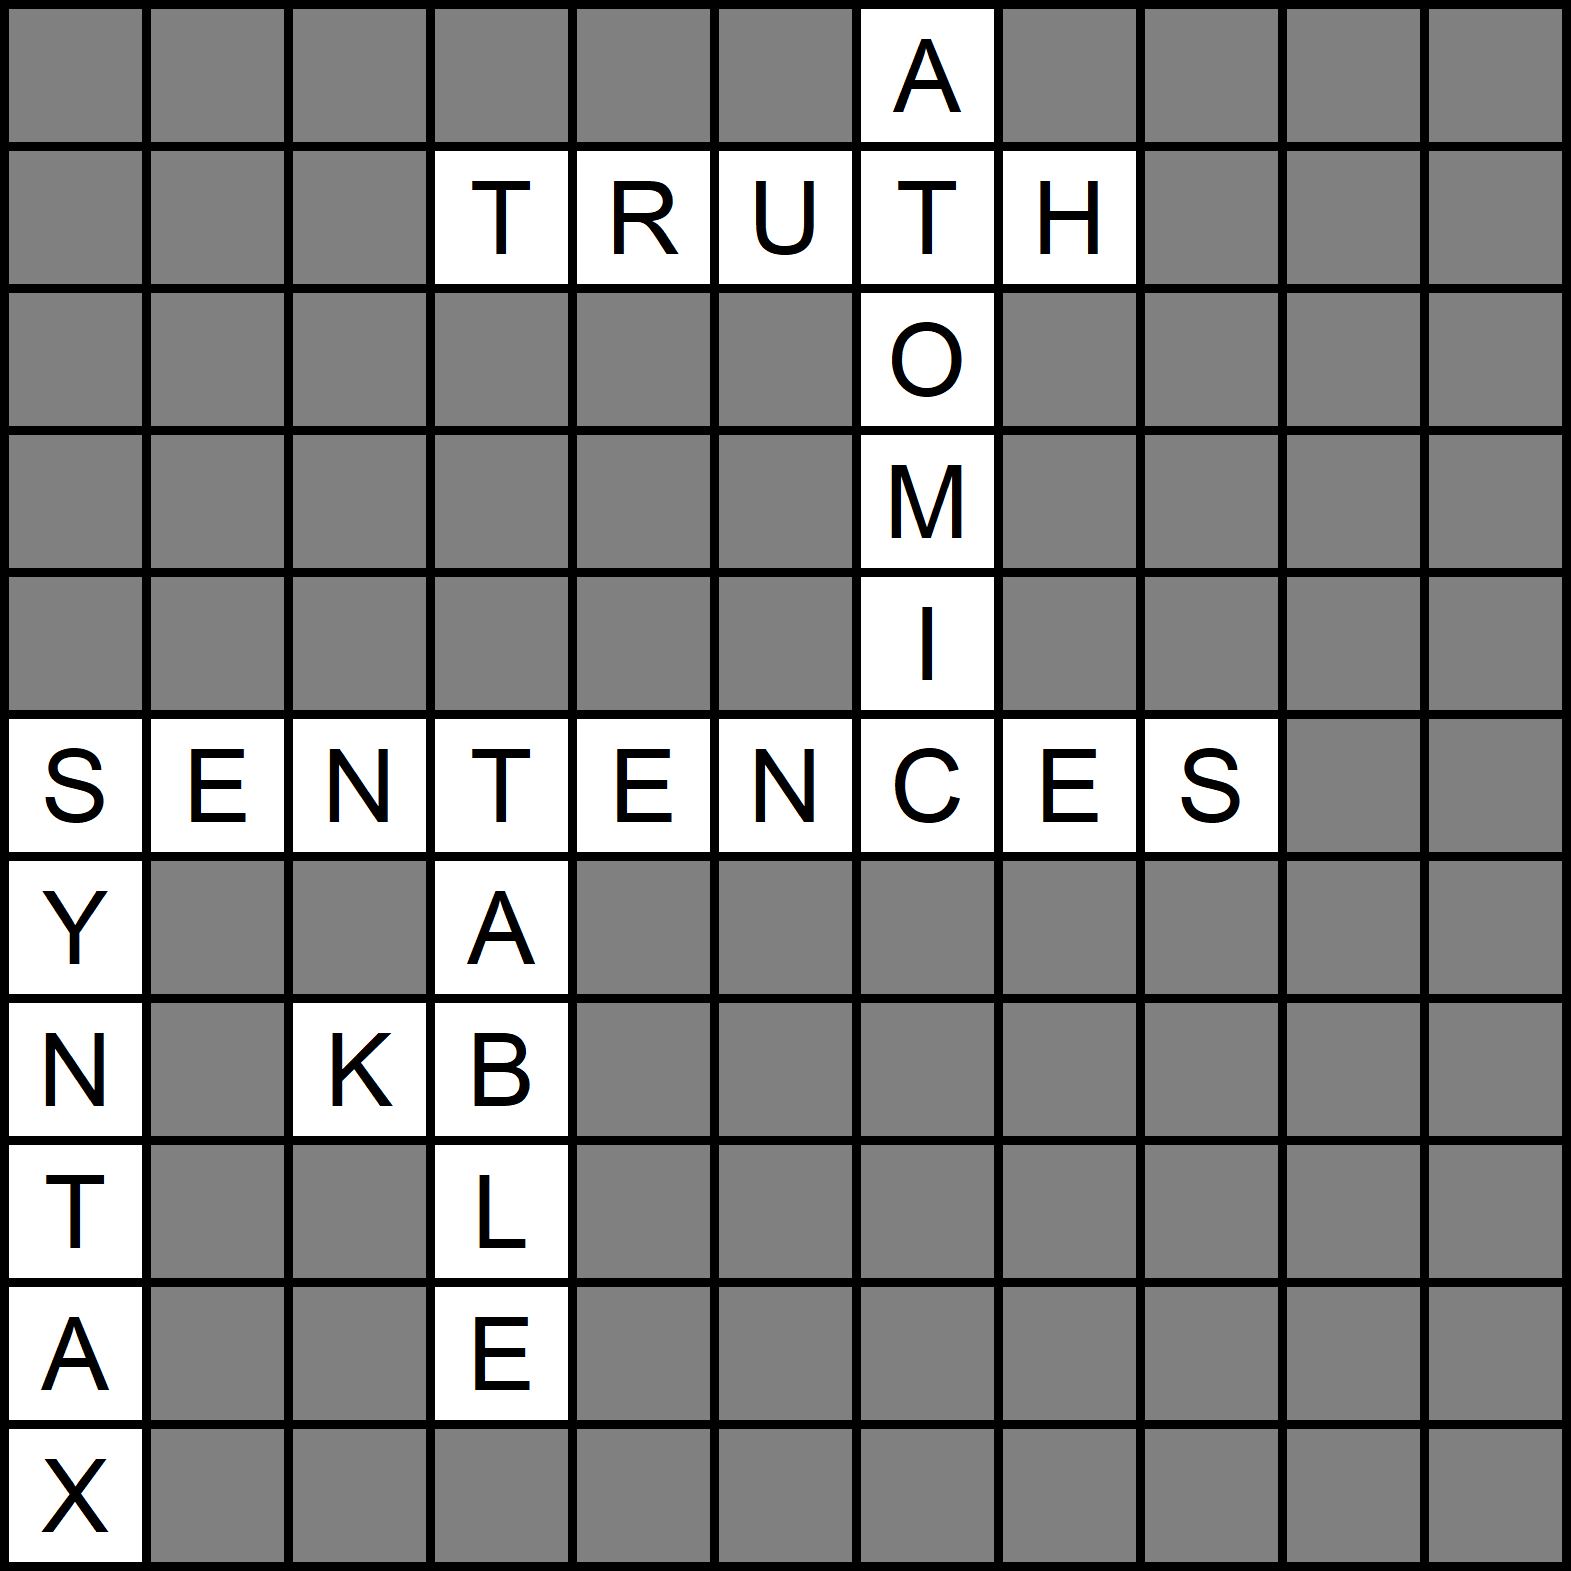 A
TRUTH
O
M
I
SENTENCES
Y A
N KB
T L
A E
X